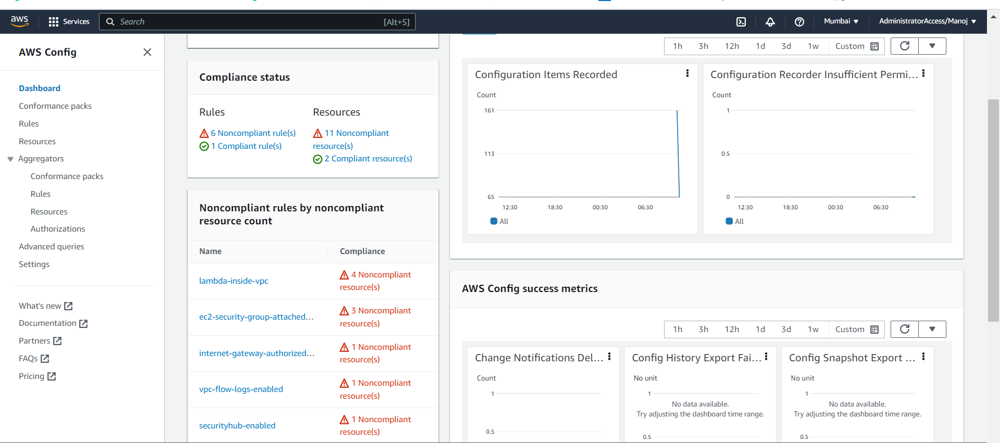 aws
Services
Search
[Alt+S]
Mumbai
AdministratorAccess/Manoj
AWS Config
Dashboard
Conformance packs
Rules
Resources
Aggregators
Conformance packs
Rules
Resources
Authorizations
Advanced queries
Settings
What's new
Documentation
Partners
FAQs
Pricing
Compliance status
Rules
6 Noncompliant rule(s)
1 Compliant rule(s)
Resources
11 Noncompliant
resource(s)
2 Compliant resource(s)
Noncompliant rules by noncompliant
resource count
Name Compliance
lambda-inside-vpc
4 Noncompliant
resource(s)
ec2-security-group-attached...
3 Noncompliant
resource(s)
internet-gateway-authorized...
1 Noncompliant
resource(s)
vpc-flow-logs-enabled
1 Noncompliant
resource(s)
securityhub-enabled
1 Noncompliant
resource(s)
1h 3h 12h 1d 3d 1w Custom
Configuration Items Recorded
Count
161
113
65
12:30 18:30 00:30 06:30
All
Configuration Recorder Insufficient Permi...
Count
1
0.5
0
12:30 18:30 00:30 06:30
All
AWS Config success metrics
1h 3h 12h 1d 3d 1w Custom
Change Notifications Del...
Count
1
0.5
Config History Export Fai...
No unit
1
No data available.
Try adjusting the dashboard time range.
0.5
Config Snapshot Export ...
No unit
1
No data available.
Try adjusting the dashboard time range.
0.5